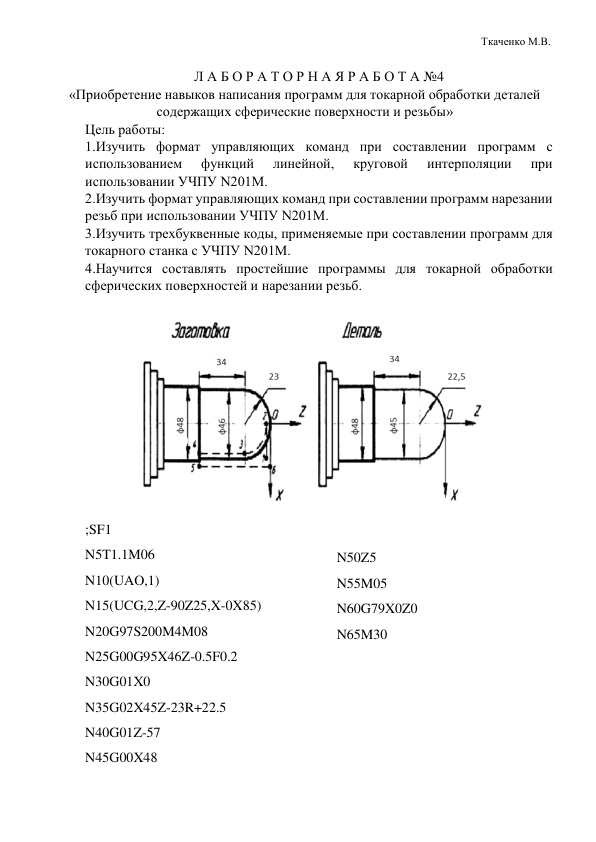 Ткаченко М.В.
Л А Б О Р А Т О Р Н А Я Р А Б О Т А №4
«Приобретение навыков написания программ для токарной обработки деталей
содержащих сферические поверхности и резьбы»
Цель работы:
1.Изучить формат управляющих команд при составлении программ с
использованием функций линейной, круговой интерполяции при
использовании УЧПУ N201М.
2.Изучить формат управляющих команд при составлении программ нарезании
резьб при использовании УЧПУ N201М.
3.Изучить трехбуквенные коды, применяемые при составлении программ для
токарного станка с УЧПУ N201М.
4.Научится составлять простейшие программы для токарной обработки
сферических поверхностей и нарезании резьб.
Заготовка
34
23
ф48
ф46
2
O
Z
4
3
1
5
6
X
Деталь
34
22,5
ф48
ф45
O
Z
X
;SF1
N5T1.1M06
N10(UAO,1)
N15(UCG,2,Z-90Z25,X-0X85)
N20G97S200M4M08
N25G00G95X46Z-0.5F0.2
N30G01X0
N35G02X45Z-23R+22.5
N40G01Z-57
N45G00X48
N50Z5
N55M05
N60G79X0Z0
N65M30